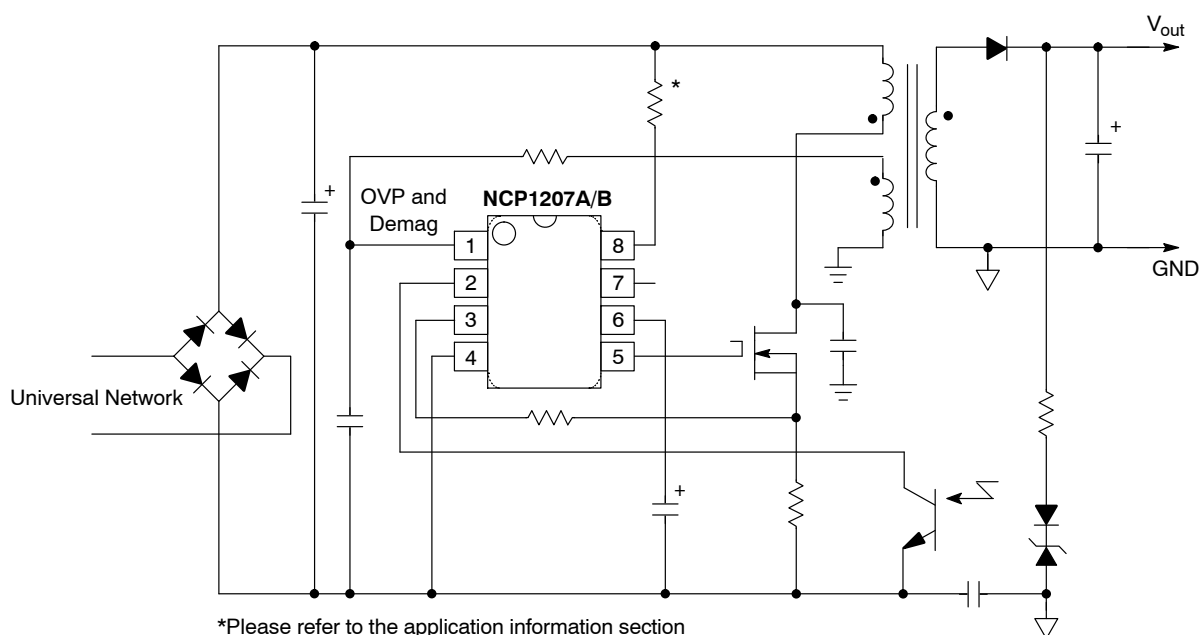 Vout
*
+
+
OVP and
Demag
NCP1207A/B
1
8
2
7
3
6
4
5
GND
Universal Network
+
*Please refer to the application information section